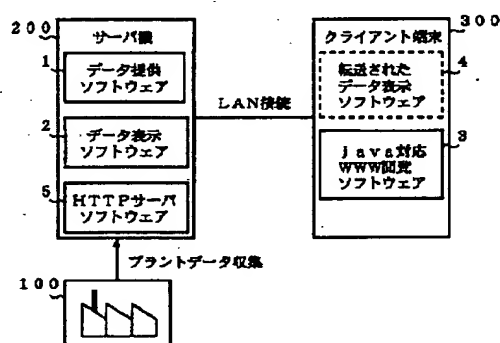 200
サーバ機
1
データ提供
ソフトウェア
2
データ表示
ソフトウェア
5
HTTPサーバ
ソフトウェア
LAN接続
300
クライアント端末
4
転送された
データ表示
ソフトウェア
3
java対応
WWW閲覧
ソフトウェア
プラントデータ収集
100